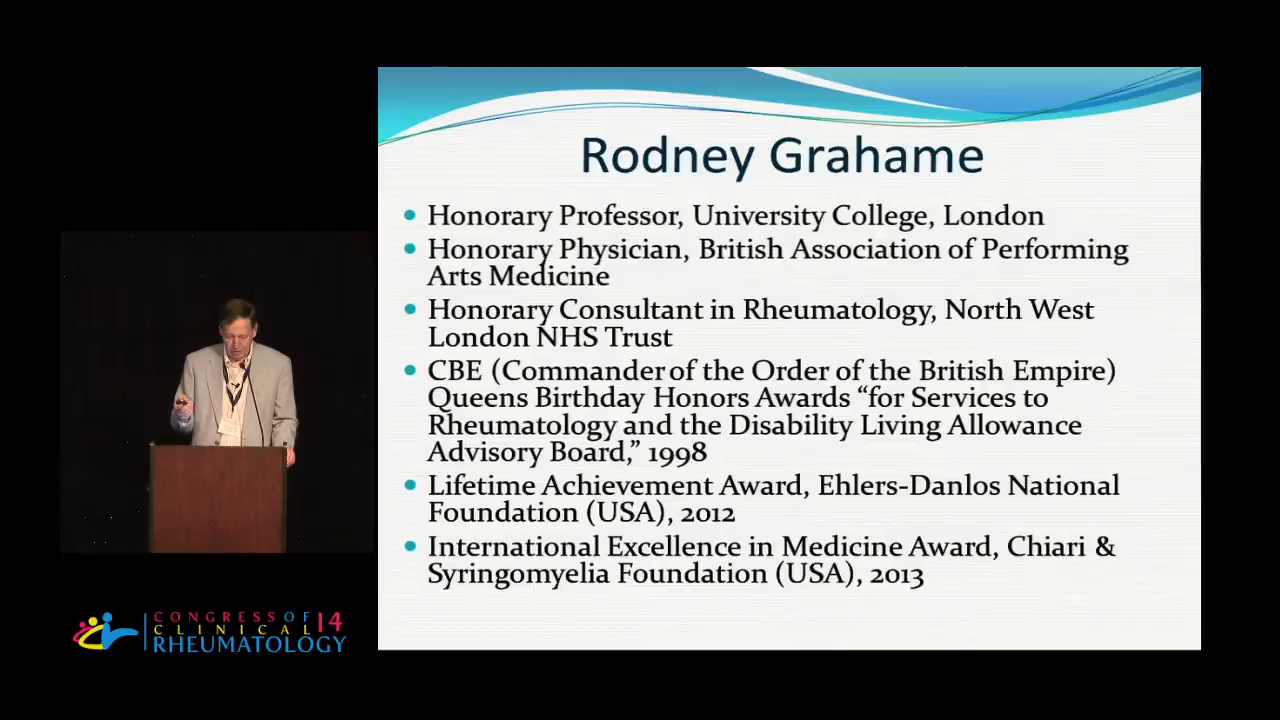 Rodney Grahame
Honorary Professor, University College, London
Honorary Physician, British Association of Performing
Arts Medicine
Honorary Consultant in Rheumatology, North West
London NHS Trust
CBE (Commander of the Order of the British Empire)
Queens Birthday Honors Awards “for Services to
Rheumatology and the Disability Living Allowance
Advisory Board,” 1998
Lifetime Achievement Award, Ehlers-Danlos National
Foundation (USA), 2012
International Excellence in Medicine Award, Chiari &
Syringomyelia Foundation (USA), 2013
CONGRESS OF 14
CLINICAL
RHEUMATOLOGY